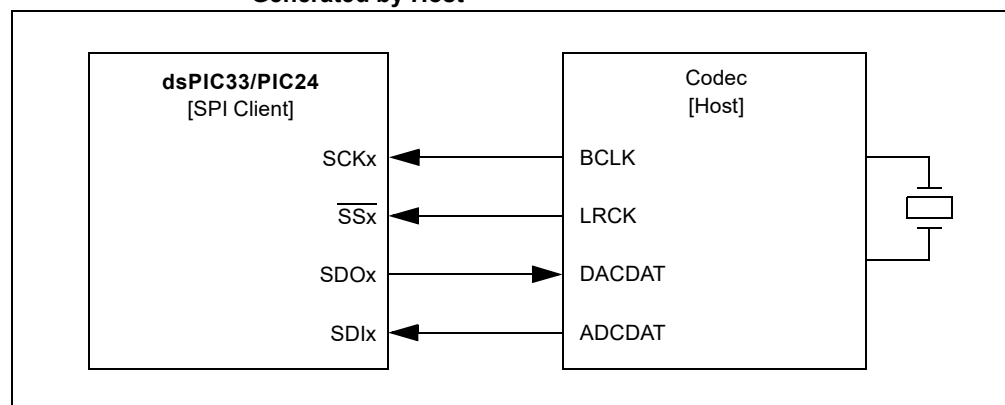 Generated by Host
dsPIC33/PIC24
[SPI Client]
SCKx
SSx
SDOx
SDIx
Codec
[Host]
BCLK
LRCK
DACDAT
ADCDAT